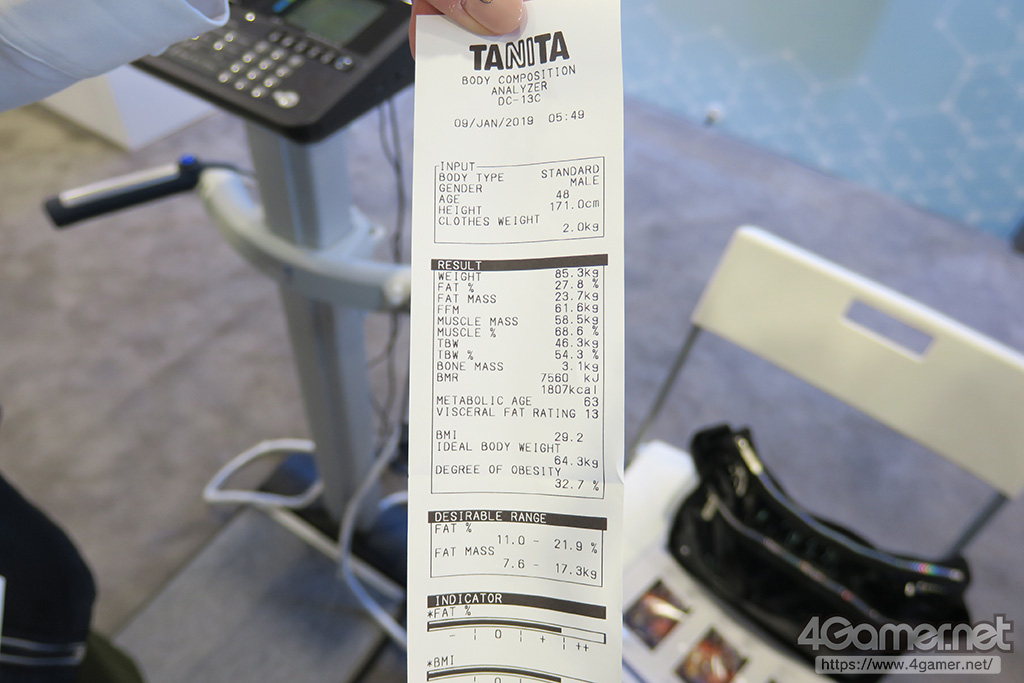 TANITA
BODY COMPOSITION
ANALYZER
DC-13C
09/JAN/2019 05:49
INPUT
BODY TYPE STANDARD
GENDER MALE
AGE 48
HEIGHT 171.0cm
CLOTHES WEIGHT
2.0kg
RESULT
WEIGHT 85.3kg
FAT % 27.8 %
FAT MASS 23.7kg
FFM 61.6kg
MUSCLE MASS 58.5kg
MUSCLE % 68.6 %
TBW 46.3kg
TBW % 54.3 %
BONE MASS 3.1kg
BMR 7560 kJ
1807kcal
METABOLIC AGE 63
VISCERAL FAT RATING 13
BMI 29.2
IDEAL BODY WEIGHT
64.3kg
DEGREE OF OBESITY
32.7 %
DESIRABLE RANGE
FAT %
11.0 - 21.9 %
FAT MASS
7.6 - 17.3kg
INDICATOR
*FAT %
- | 0 | + | ++
*BMI
- | 0 | +
4Gamer.net
https://www.4gamer.net/